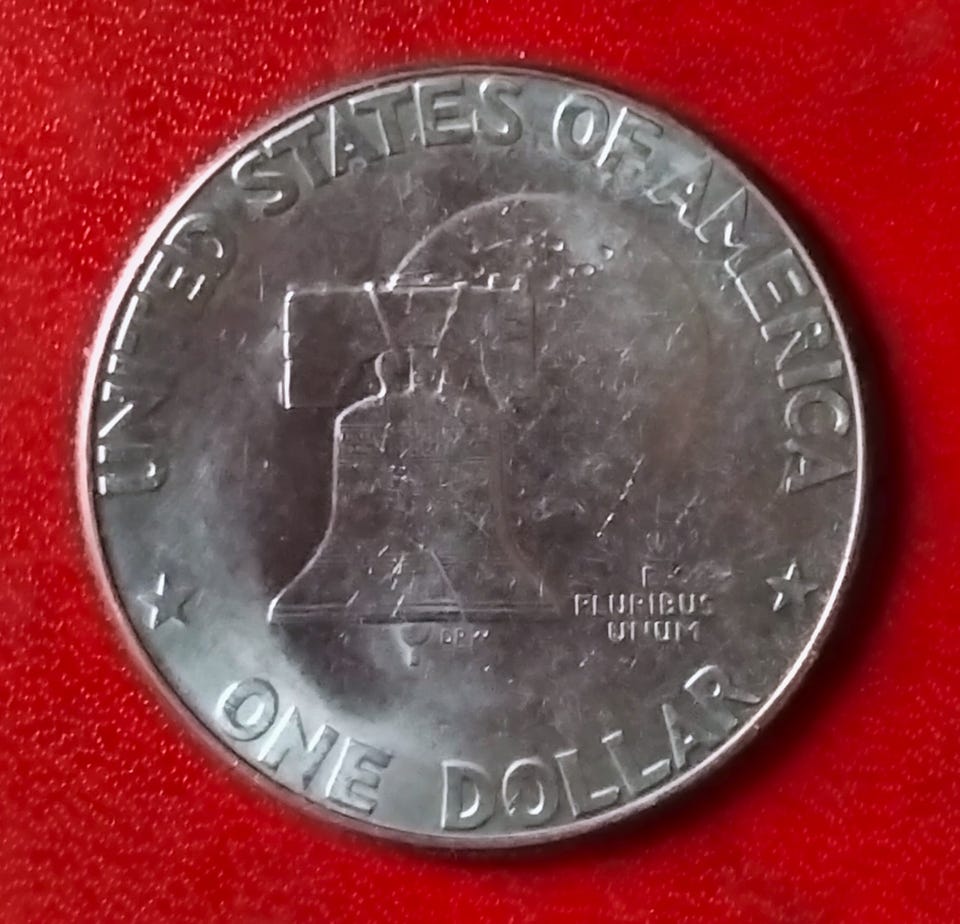 UNITED STATES OF AMERICA
PLURIBUS
UNUM
ONE DOLLAR